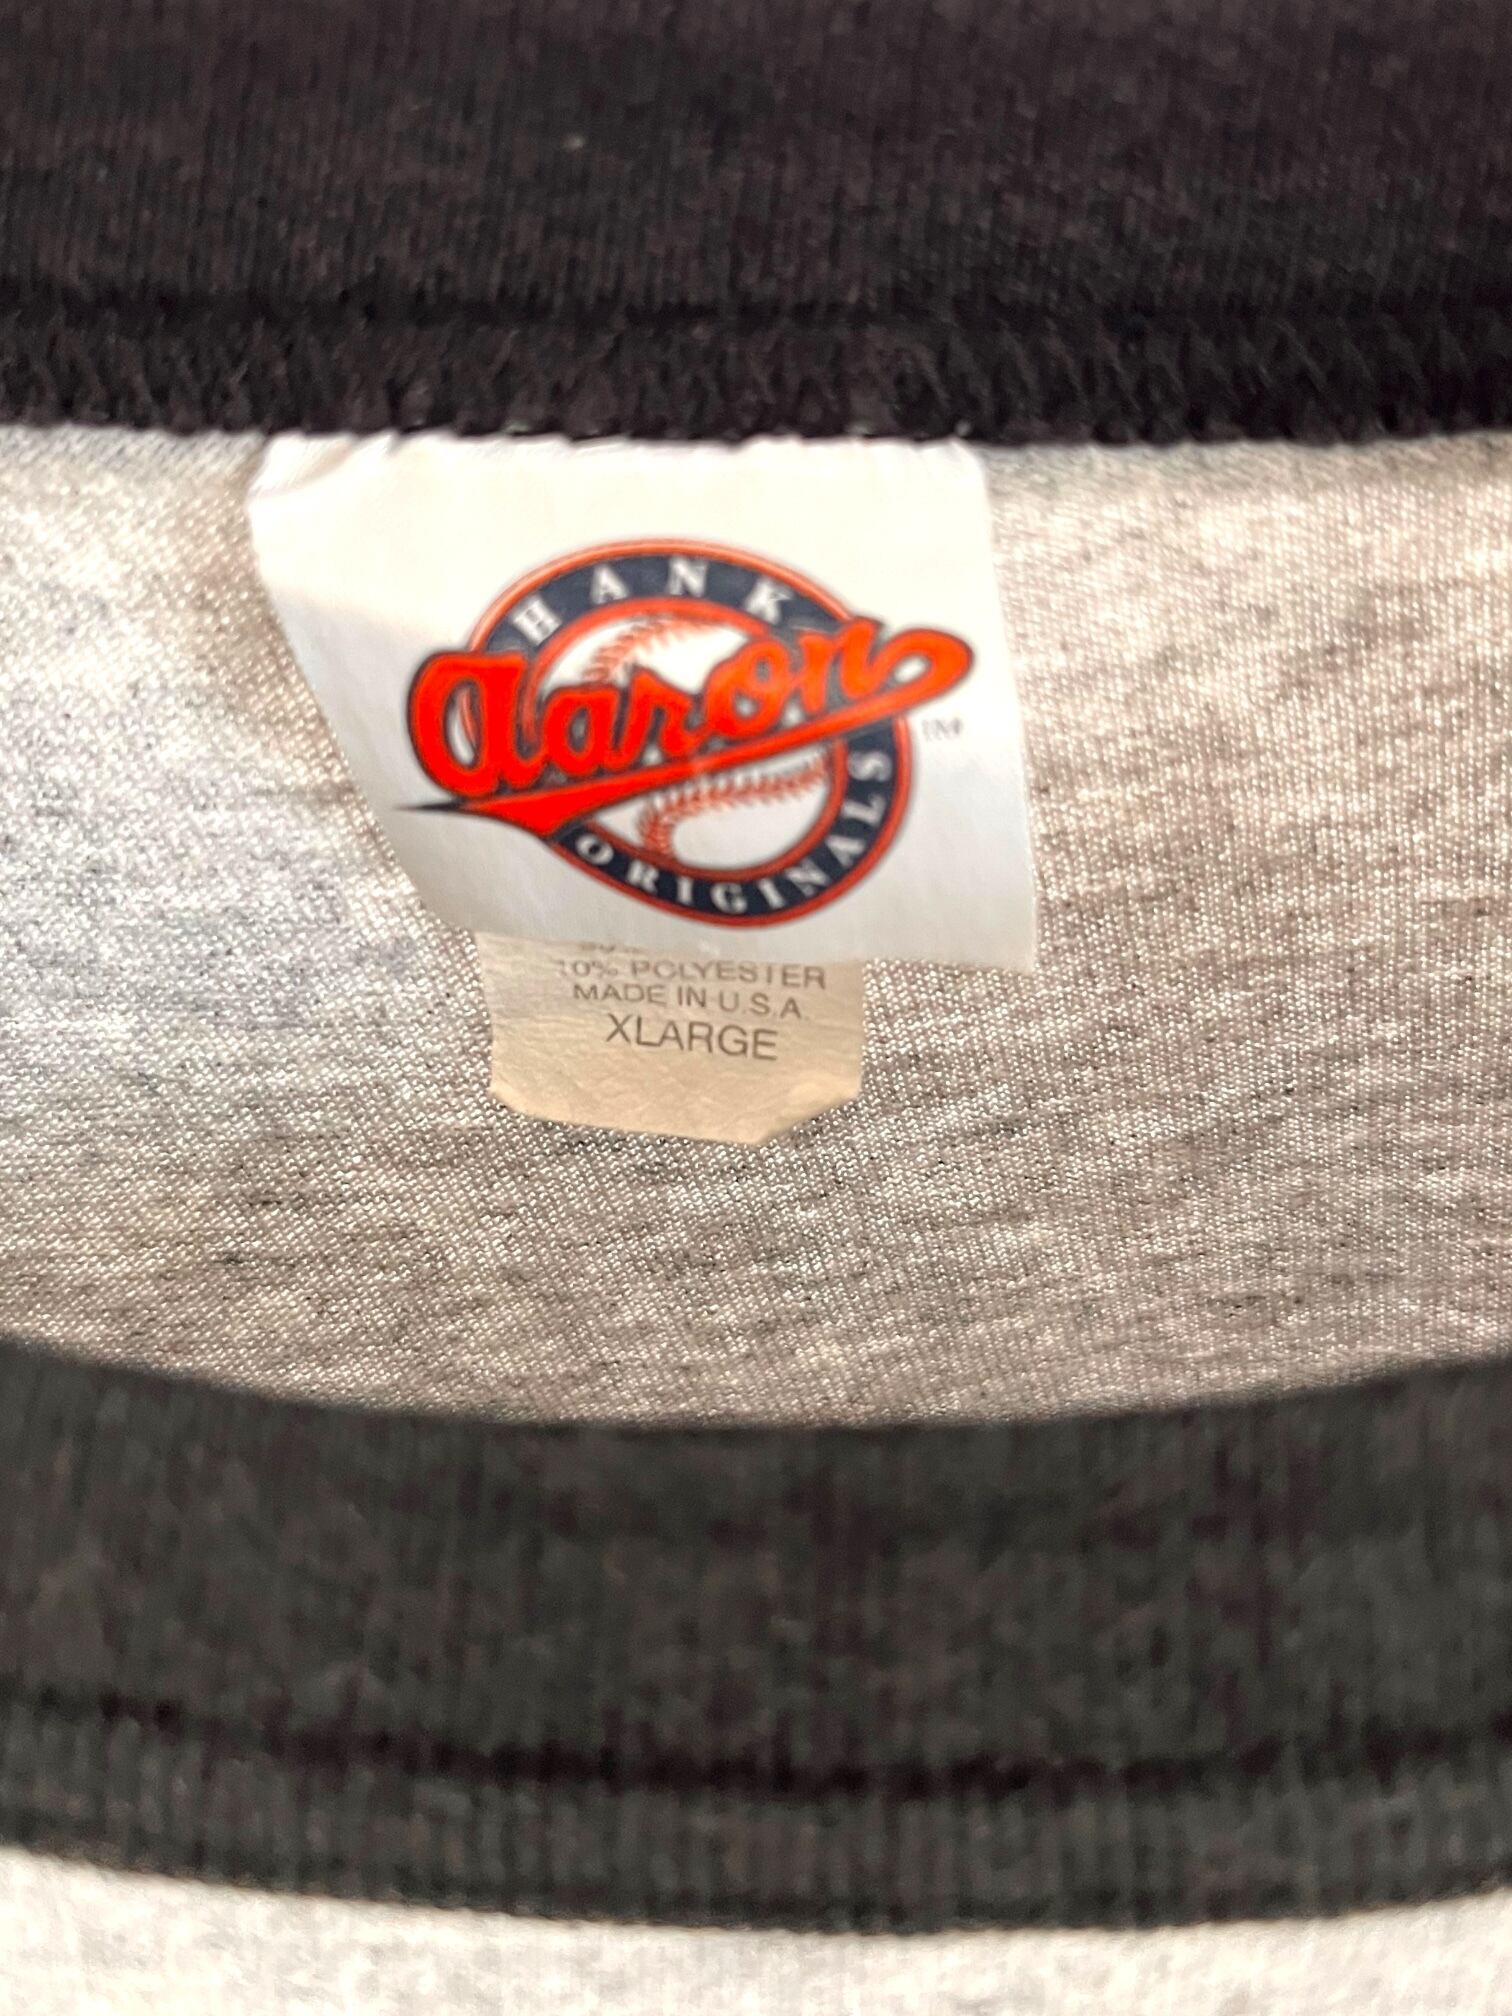 HANK
Aaron
TM
ORIGINALS
10% POLYESTER
MADE IN U.S.A.
XLARGE